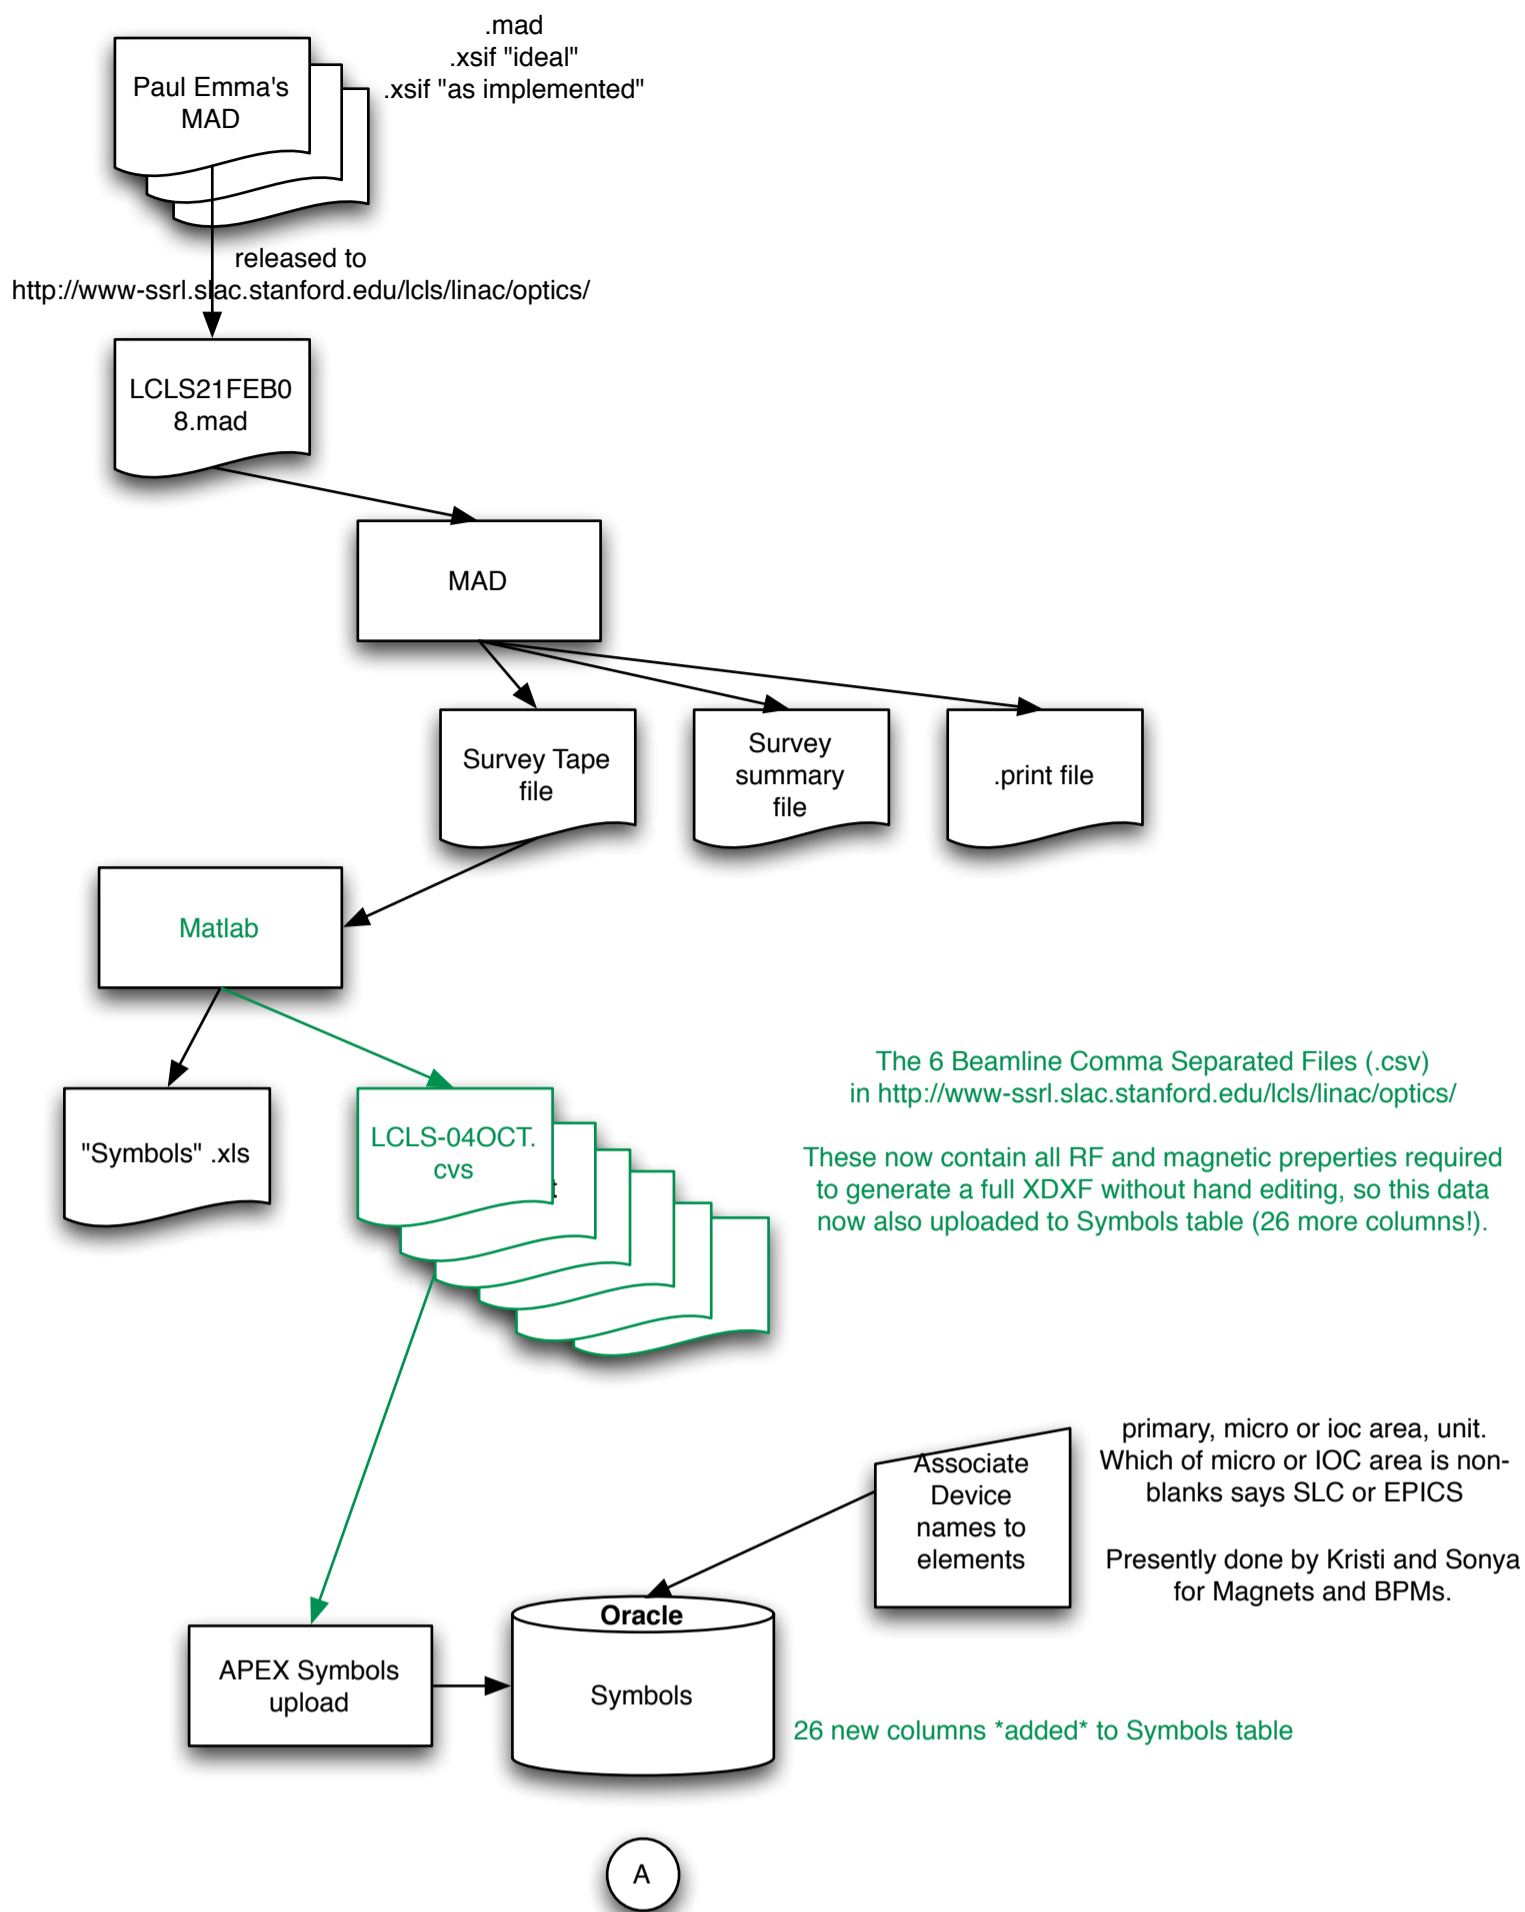 .mad
.xsif "ideal"
.xsif "as implemented"
Paul Emma's
MAD
released to
http://www-ssrl.slac.stanford.edu/lcls/linac/optics/
LCLS21FEB0
8.mad
MAD
Survey Tape
file
Survey
summary
file
.print file
Matlab
"Symbols" .xls
LCLS-04OCT.
cvs
The 6 Beamline Comma Separated Files (.csv)
in http://www-ssrl.slac.stanford.edu/lcls/linac/optics/
These now contain all RF and magnetic preperties required
to generate a full XDXF without hand editing, so this data
now also uploaded to Symbols table (26 more columns!).
Associate
Device
names to
elements
primary, micro or ioc area, unit.
Which of micro or IOC area is non-
blanks says SLC or EPICS
Presently done by Kristi and Sonya
for Magnets and BPMs.
APEX Symbols
upload
Oracle
Symbols
26 new columns *added* to Symbols table
A